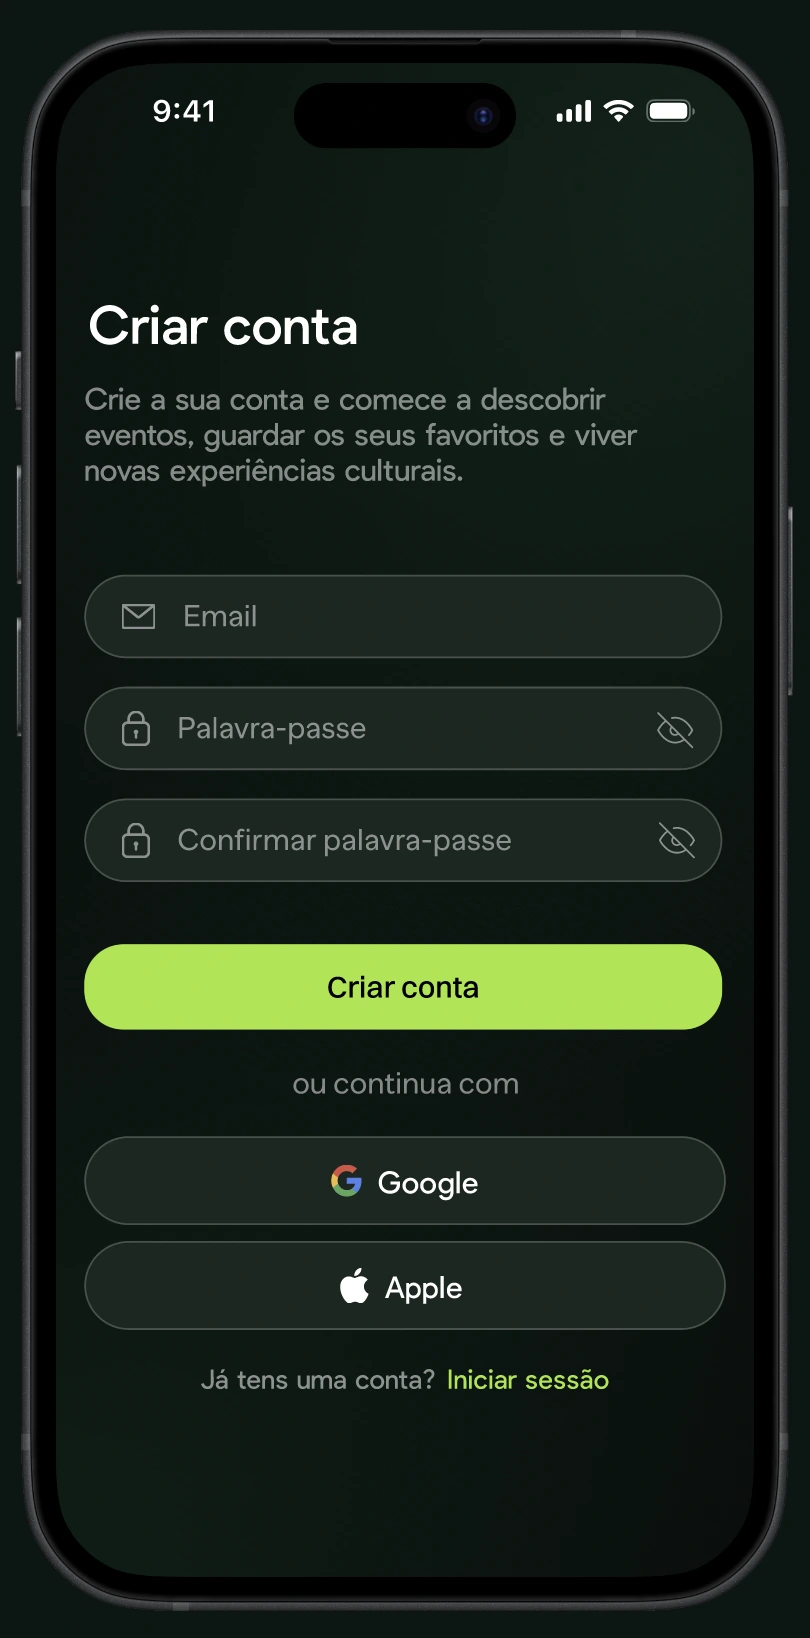 9:41
Criar conta
Crie a sua conta e comece a descobrir
eventos, guardar os seus favoritos e viver
novas experiências culturais.
Email
Palavra-passe
Confirmar palavra-passe
Criar conta
ou continua com
Google
Apple
Já tens uma conta? Iniciar sessão